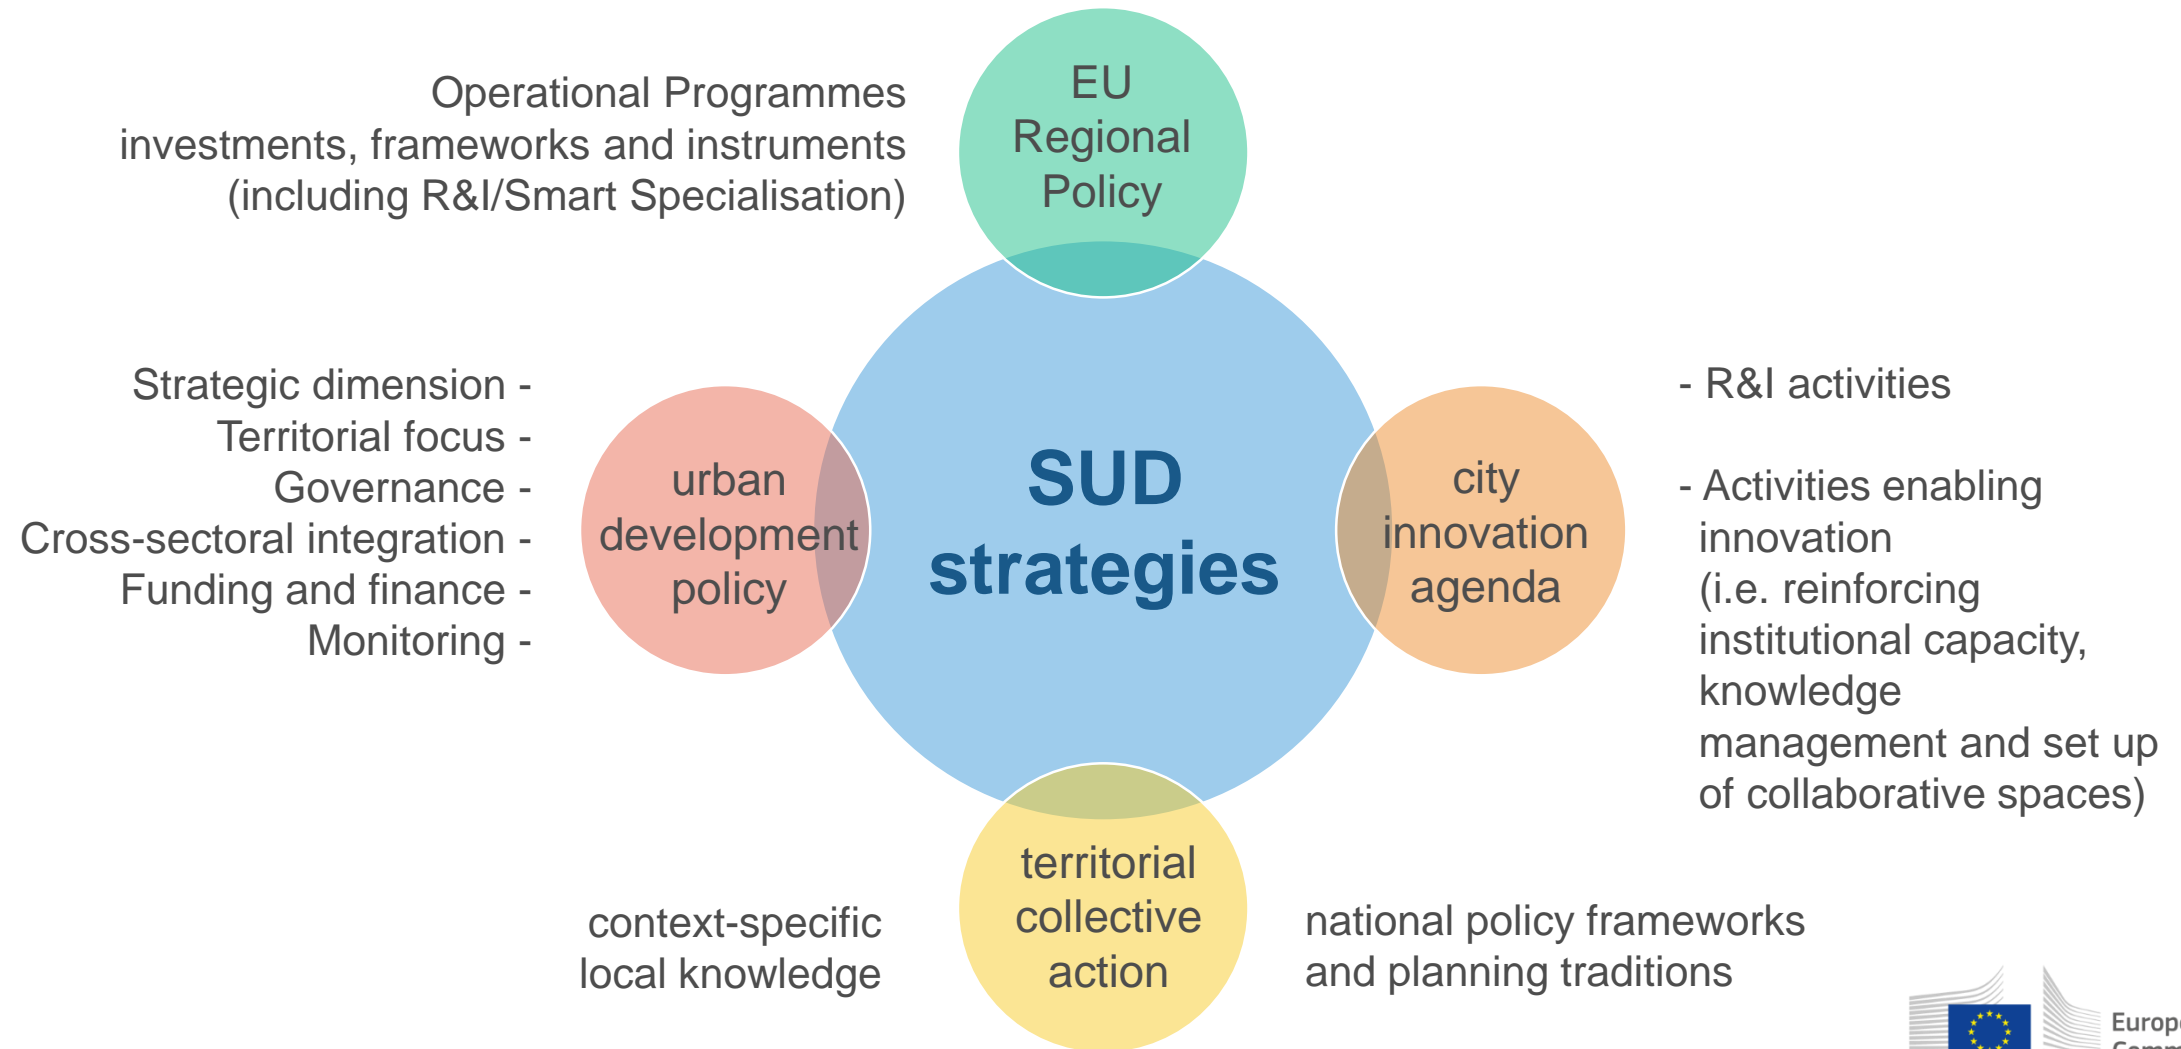 Operational Programmes
investments, frameworks and instruments
(including R&I/Smart Specialisation)
EU
Regional
Policy
Strategic dimension -
Territorial focus -
Governance -
Cross-sectoral integration -
Funding and finance -
Monitoring -
urban
development
policy
SUD
strategies
city
innovation
agenda
- R&I activities
- Activities enabling
innovation
(i.e. reinforcing
institutional capacity,
knowledge
management and set up
of collaborative spaces)
context-specific
local knowledge
territorial
collective
action
national policy frameworks
and planning traditions